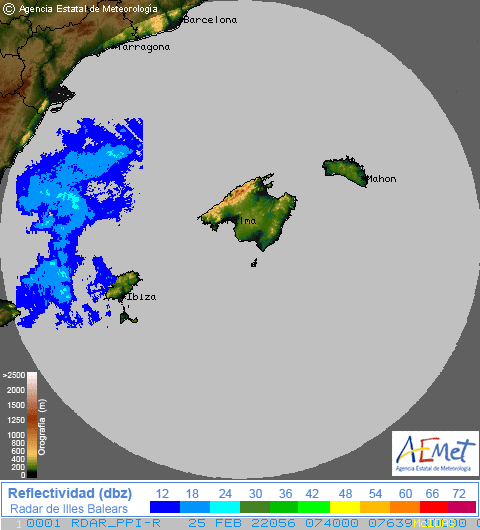 © Agencia Estatal de Meteorología
Barcelona
Tarragona
Mahon
lma
Ibiza
>2500
2000
1500
1000
800
600
400
200
0
Orografía (m)
AEMet
Agencia Estatal de Meteorología
Reflectividad (dbz)
Radar de Illes Balears
12 18 24 30 36 42 48 54 60 66 72
1 0001 RDAR_PPI-R 25 FEB 22056 074000 07639